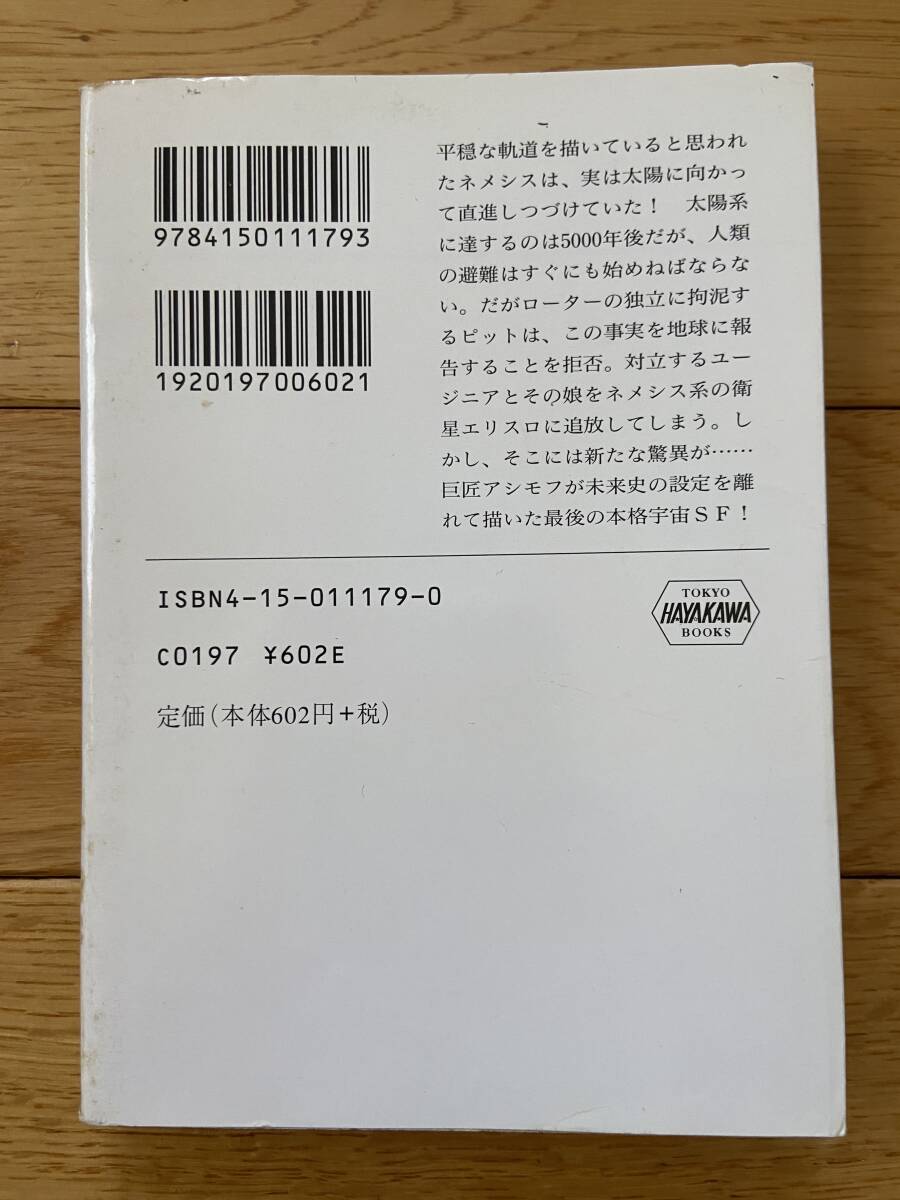 9784150111793
1920197006021
平穏な軌道を描いていると思われ
たネメシスは、実は太陽に向かっ
て直進しつづけていた！　太陽系
に達するのは5000年後だが、人類
の避難はすぐにも始めねばならな
い。だがローターの独立に拘泥す
るピットは、この事実を地球に報
告することを拒否。対立するユー
ジニアとその娘をネメシス系の衛
星エリスロに追放してしまう。し
かし、そこには新たな驚異が……
巨匠アシモフが未来史の設定を離
れて描いた最後の本格宇宙ＳＦ！
ISBN4-15-011179-0
C0197 ¥602E
定価(本体602円+税)
TOKYO
HAYAKAWA
BOOKS